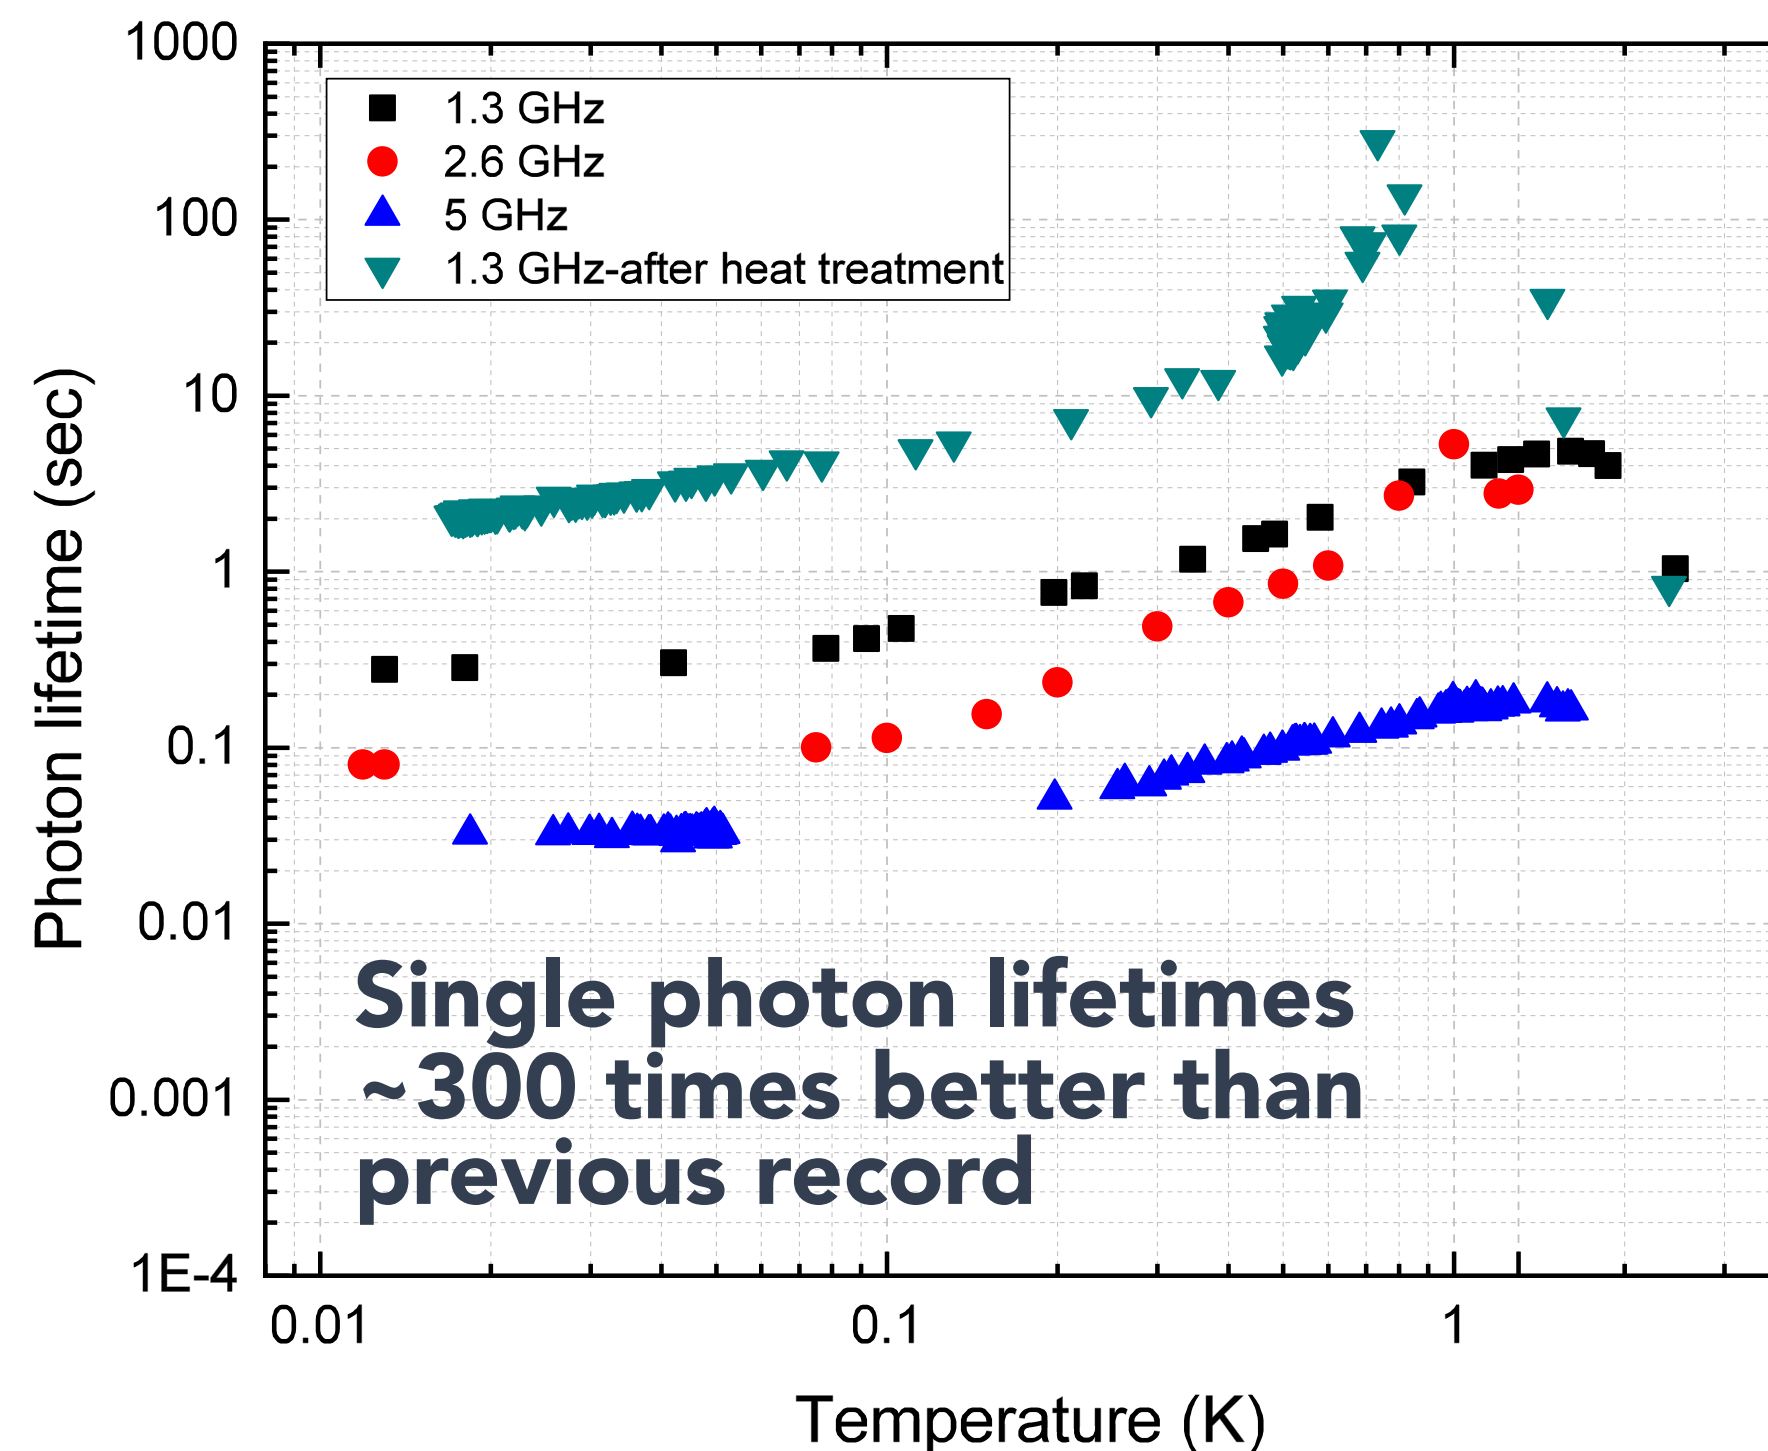 1000
100
10
1
0.1
0.01
0.001
1E-4
Photon lifetime (sec)
1.3 GHz
2.6 GHz
5 GHz
1.3 GHz-after heat treatment
Single photon lifetimes
~300 times better than
previous record
0.01
0.1
1
Temperature (K)